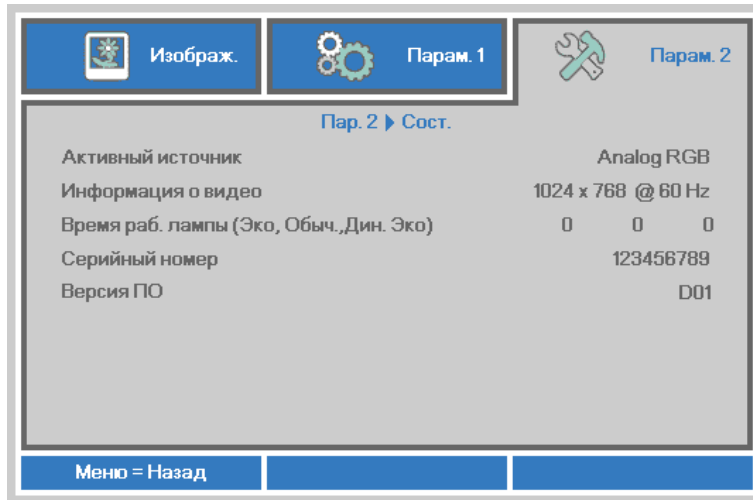 Изображ. Парам. 1 Парам. 2
Пар. 2 Сост.
Активный источник Analog RGB
Информация о видео 1024 x 768 @ 60 Hz
Время раб. лампы (Эко, Обыч.,Дин. Эко) 0 0 0
Серийный номер 123456789
Версия ПО D01
Меню = Назад